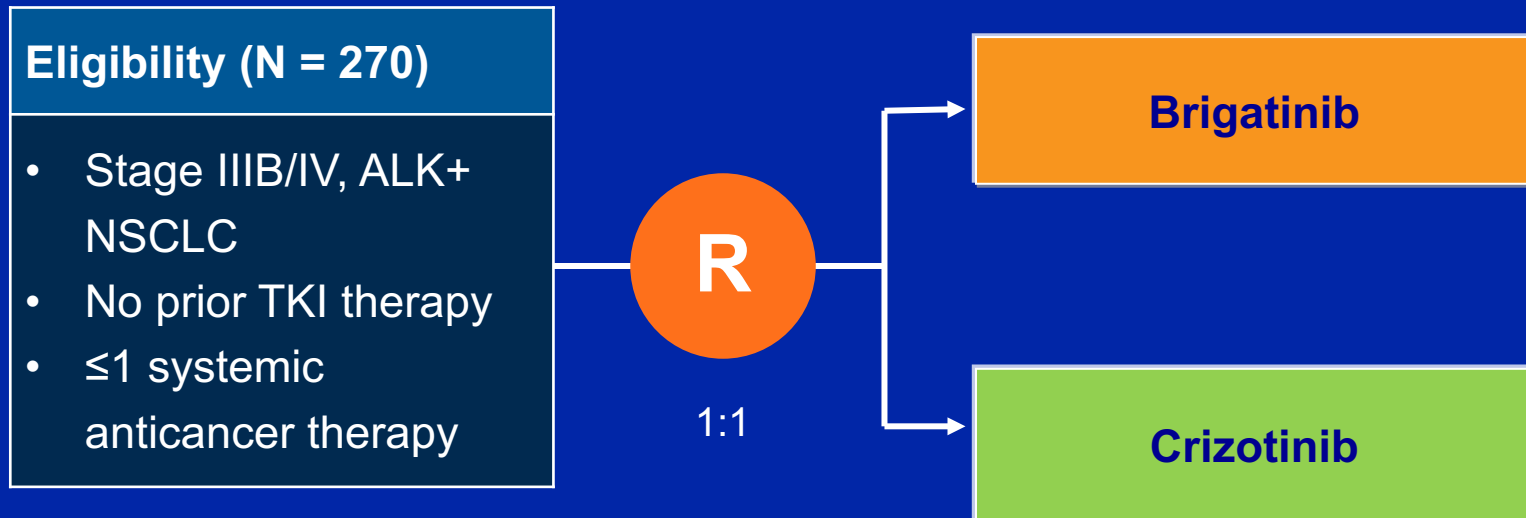 Eligibility (N = 270)
• Stage IIIB/IV, ALK+
NSCLC
• No prior TKI therapy
• ≤1 systemic
anticancer therapy
R
1:1
Brigatinib
Crizotinib